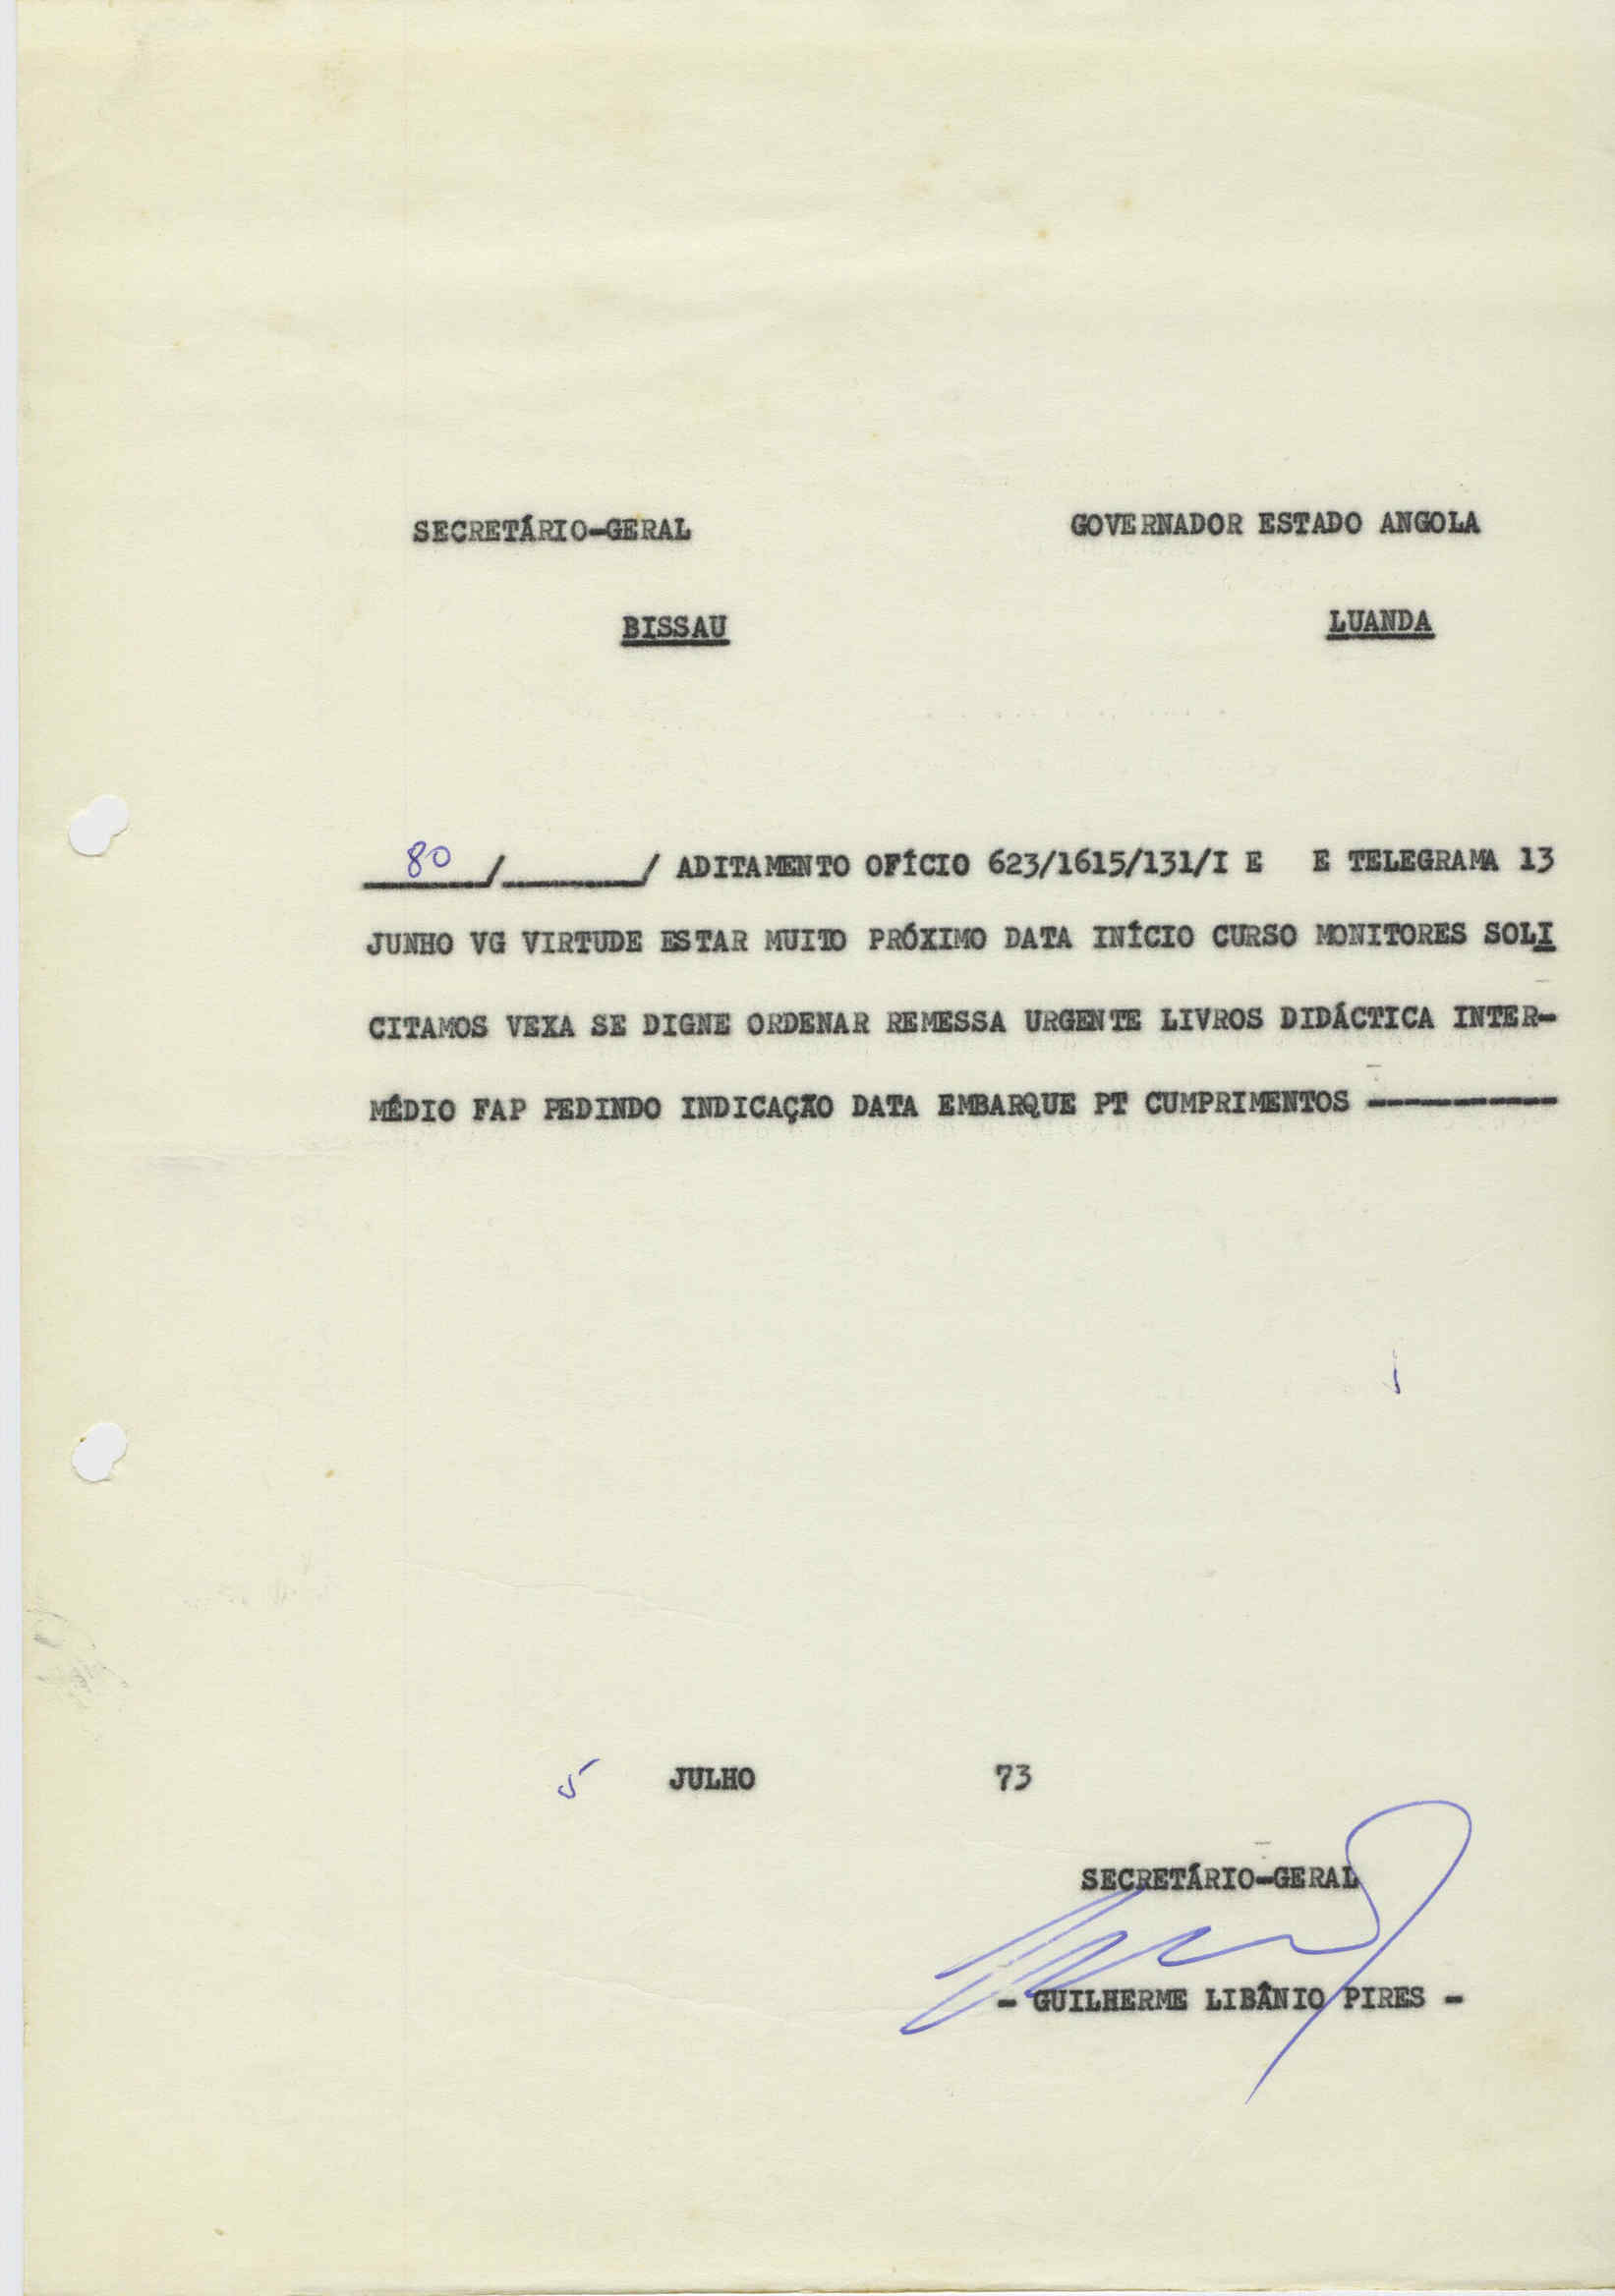 SECRETÁRIO-GERAL GOVERNADOR ESTADO ANGOLA
BISSAU LUANDA
80/______/ ADITAMENTO OFÍCIO 623/1615/131/I E E TELEGRAMA 13
JUNHO VG VIRTUDE ESTAR MUITO PRÓXIMO DATA INÍCIO CURSO MONITORES SOLI
CITAMOS VEXA SE DIGNE ORDENAR REMESSA URGENTE LIVROS DIDÁCTICA INTER-
MÉDIO FAP PEDINDO INDICAÇÃO DATA EMBARQUE PT CUMPRIMENTOS ----------
5 JULHO 73
SECRETÁRIO-GERAL
- GUILHERME LIBÂNIO PIRES -